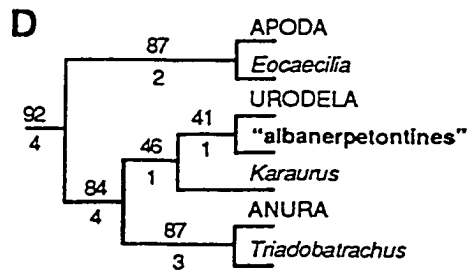 D
87 APODA
2 Eocaecilia
URODELA
92 41 "albanerpetontines"
4 46 1
84 1 Karaurus
4 87 ANURA
3 Triadobatrachus